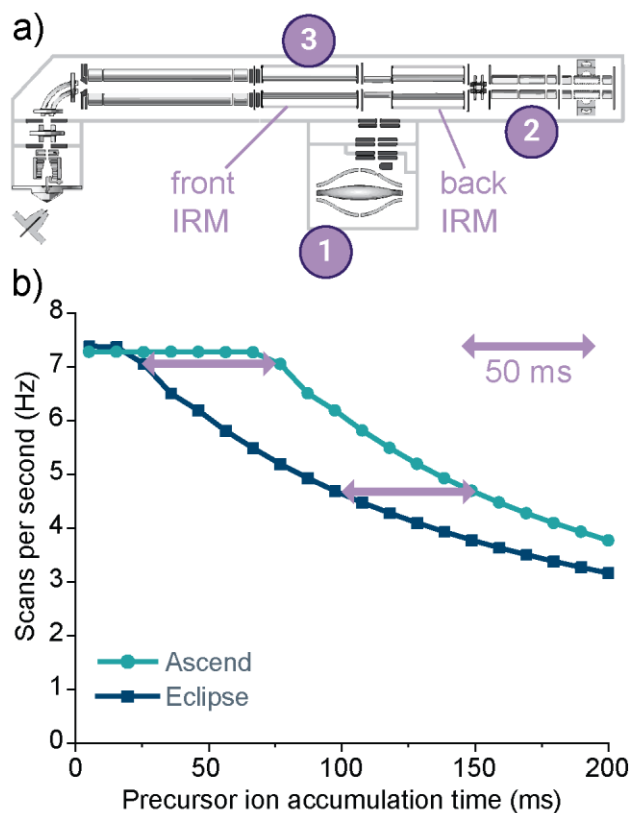 a)
3
front
IRM
back
IRM
2
1
b)
8
7
6
5
4
3
2
1
0
Scans per second (Hz)
50 ms
Ascend
Eclipse
0
50
100
150
200
Precursor ion accumulation time (ms)